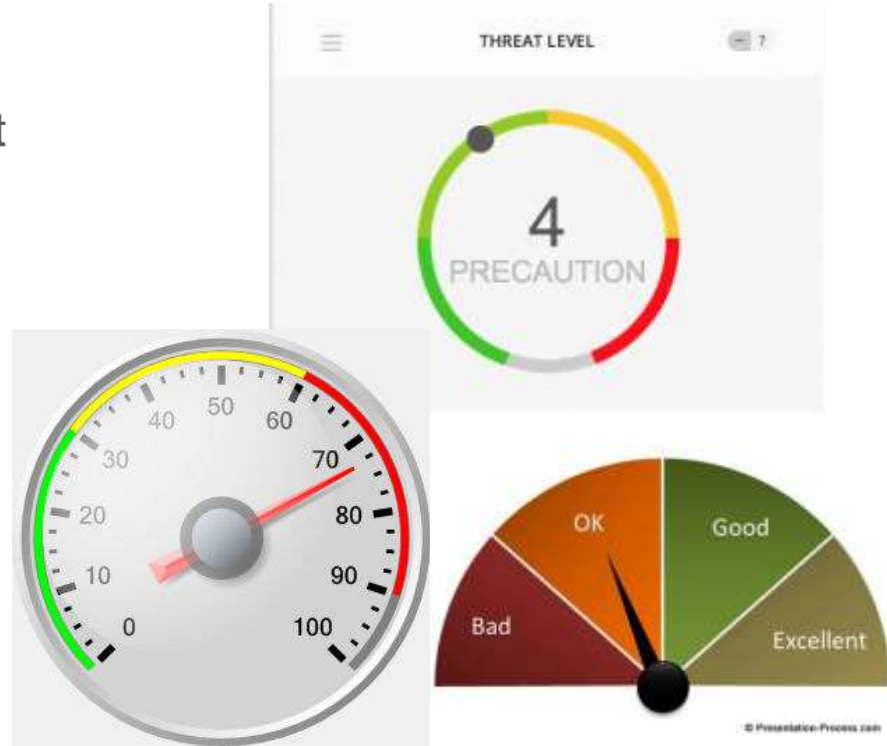 t
THREAT LEVEL
?
4
PRECAUTION
0
10
20
30
40
50
60
70
80
90
100
Bad
OK
Good
Excellent
© Presentation-Process.com